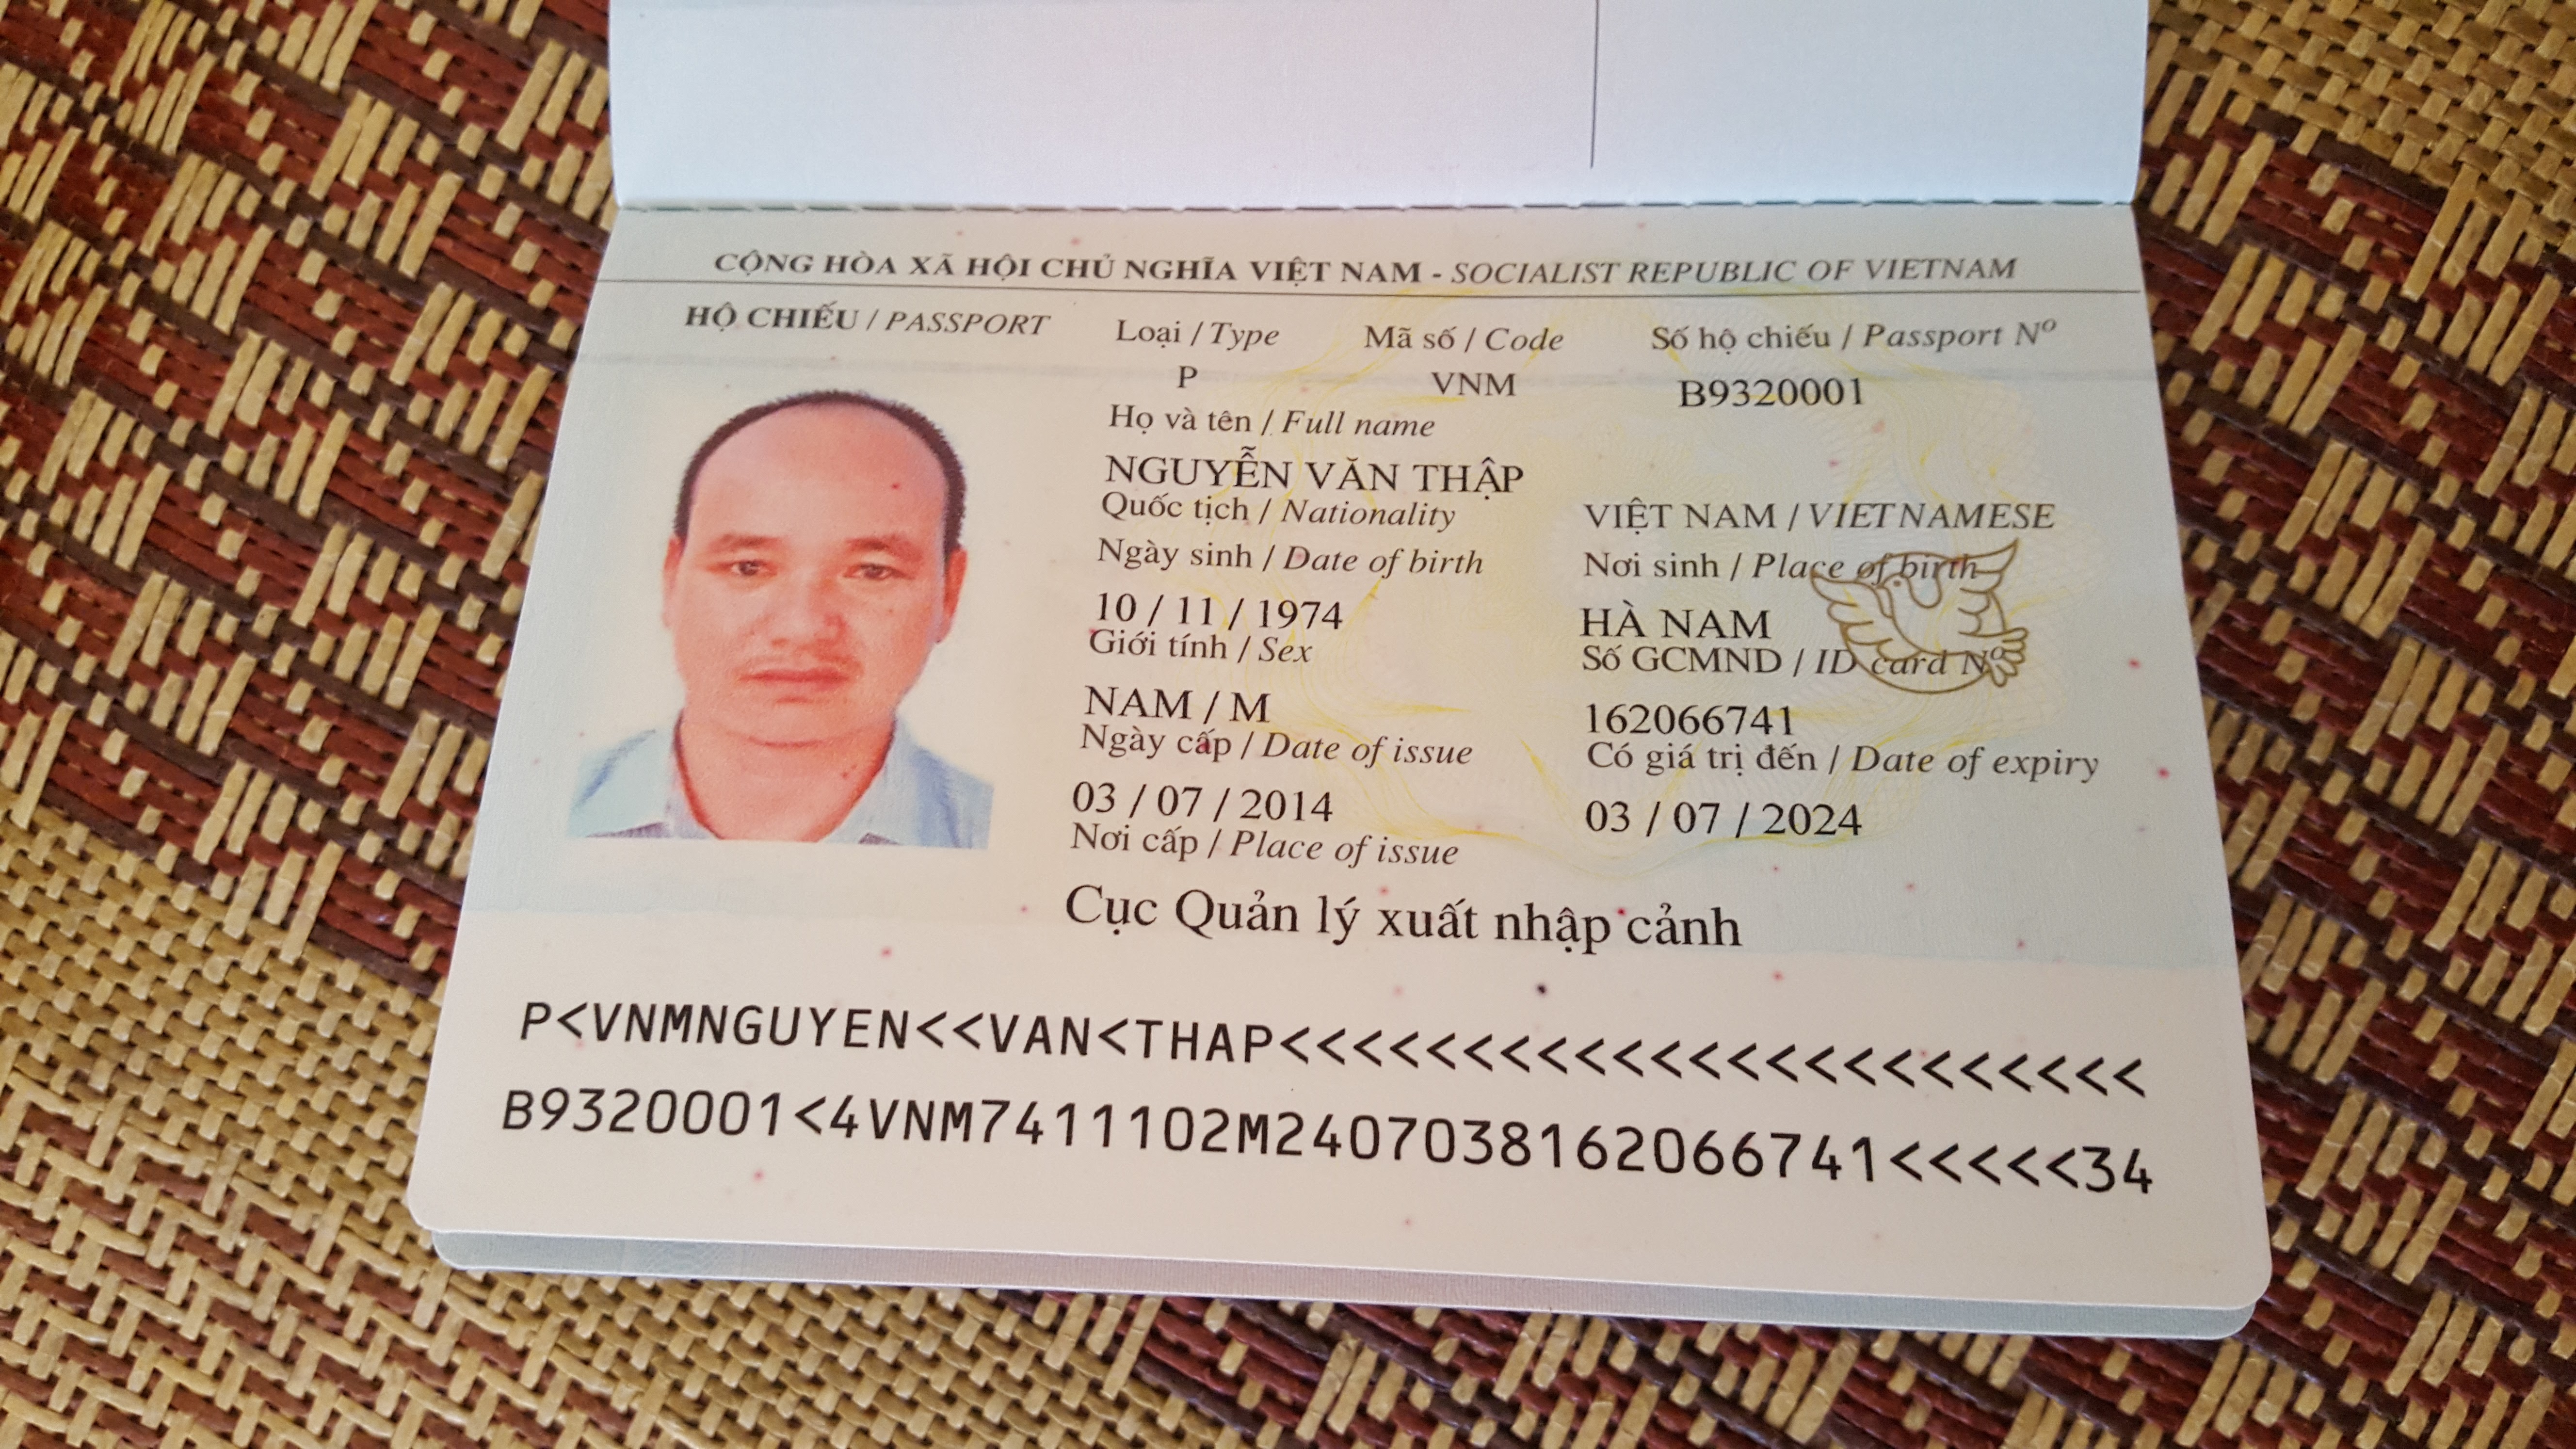 CỘNG HÒA XÃ HỘI CHỦ NGHĨA VIỆT NAM - SOCIALIST REPUBLIC OF VIETNAM
HỘ CHIẾU / PASSPORT Loại / Type Mã số / Code Số hộ chiếu / Passport Nº
P VNM B9320001
Họ và tên / Full name
NGUYỄN VĂN THẬP
Quốc tịch / Nationality VIỆT NAM / VIETNAMESE
Ngày sinh / Date of birth Nơi sinh / Place of birth
10 / 11 / 1974 HÀ NAM
Giới tính / Sex Số GCMND / ID card Nº
NAM / M 162066741
Ngày cấp / Date of issue Có giá trị đến / Date of expiry
03 / 07 / 2014 03 / 07 / 2024
Nơi cấp / Place of issue
Cục Quản lý xuất nhập cảnh
P<VNMNGUYEN<<VAN<THAP<<<<<<<<<<<<<<<<<<<<<<<
B9320001<4VNM7411102M2407038162066741<<<<<34